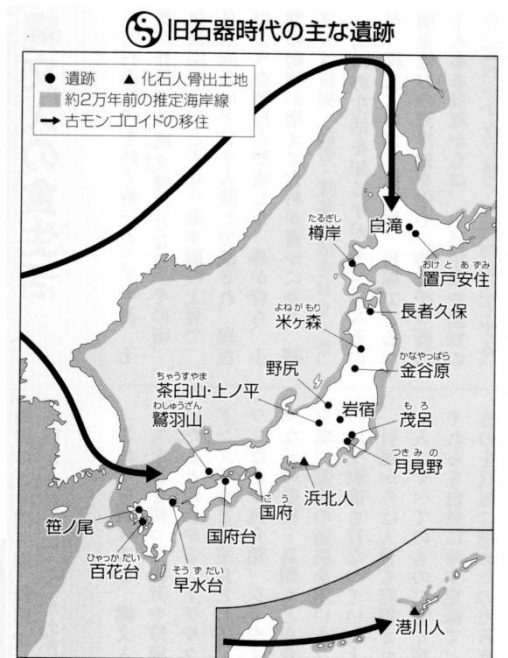 旧石器時代の主な遺跡
● 遺跡 ▲ 化石人骨出土地
約2万年前の推定海岸線
→ 古モンゴロイドの移住
たるぎし
樽岸
白滝
おけとあずみ
置戸安住
よねがもり
米ヶ森
長者久保
かなやっぱら
金谷原
野尻
ちゃうすやま
茶臼山・上ノ平
わしゅうざん
鷲羽山
岩宿
もろ
茂呂
つきみの
月見野
浜北人
こう
国府
国府台
笹ノ尾
ひゃっかだい
百花台
そうずだい
早水台
港川人